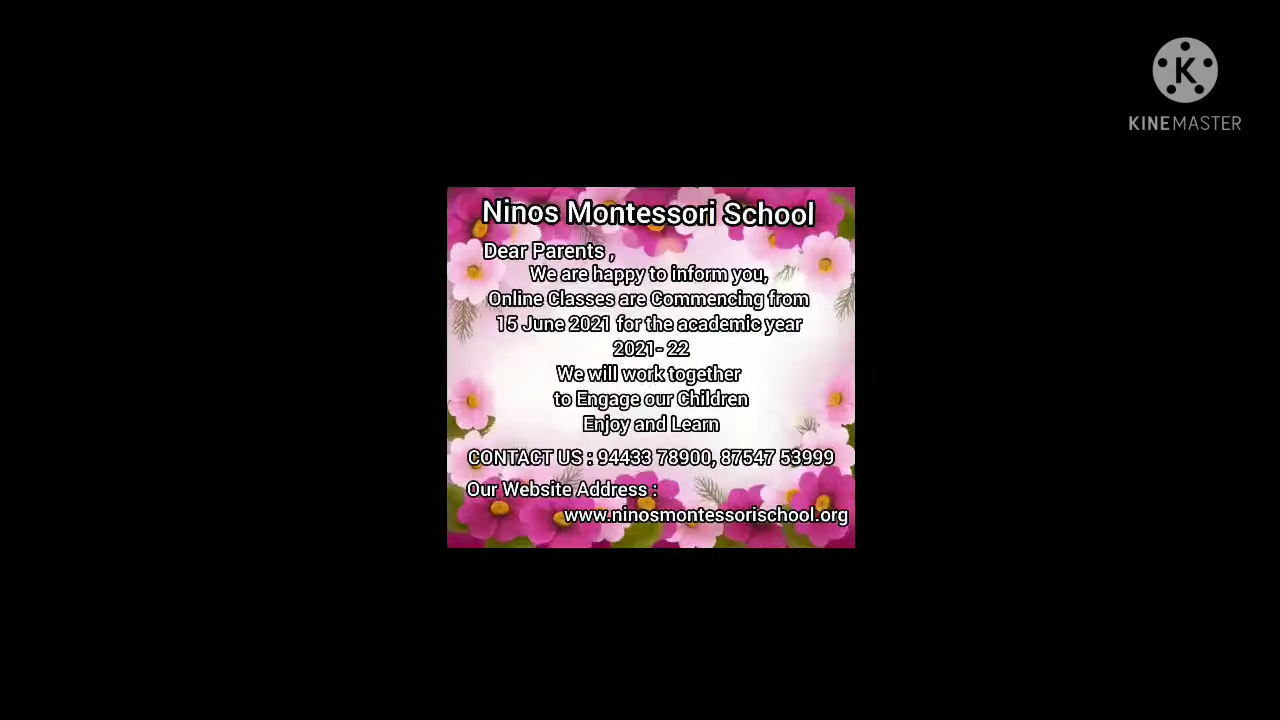 KINEMASTER
Ninos Montessori School
Dear Parents ,
We are happy to inform you,
Online Classes are Commencing from
15 June 2021 for the academic year
2021- 22
We will work together
to Engage our Children
Enjoy and Learn
CONTACT US : 94433 78900, 87547 53999
Our Website Address :
www.ninosmontessorischool.org